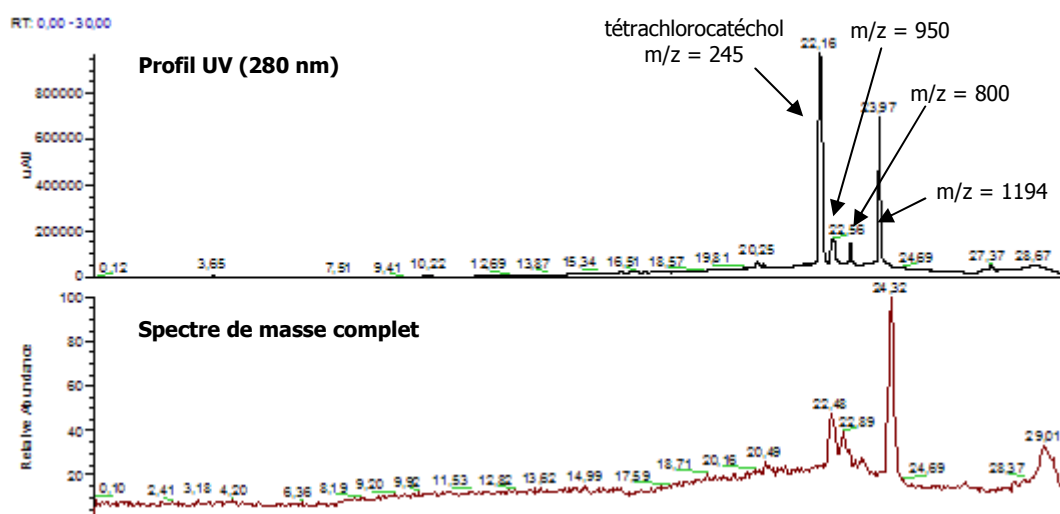 RT: 0,00 - 30,00
Profil UV (280 nm)
tétrachlorocatéchol
m/z = 245
m/z = 950
m/z = 800
m/z = 1194
22,16
23,97
22,56
20,25
0,12 3,65 7,51 9,41 10,22 12,69 13,87 15,34 16,51 18,57 19,81 24,69 27,37 28,67
uAU
800000
600000
400000
200000
0
Spectre de masse complet
24,32
22,48
22,89
29,01
0,10 2,41 3,18 4,20 6,36 8,19 9,20 9,92 11,53 12,82 13,62 14,99 17,59 18,71 20,16 20,49 24,69 28,37
Relative Abundance
100
80
60
40
20